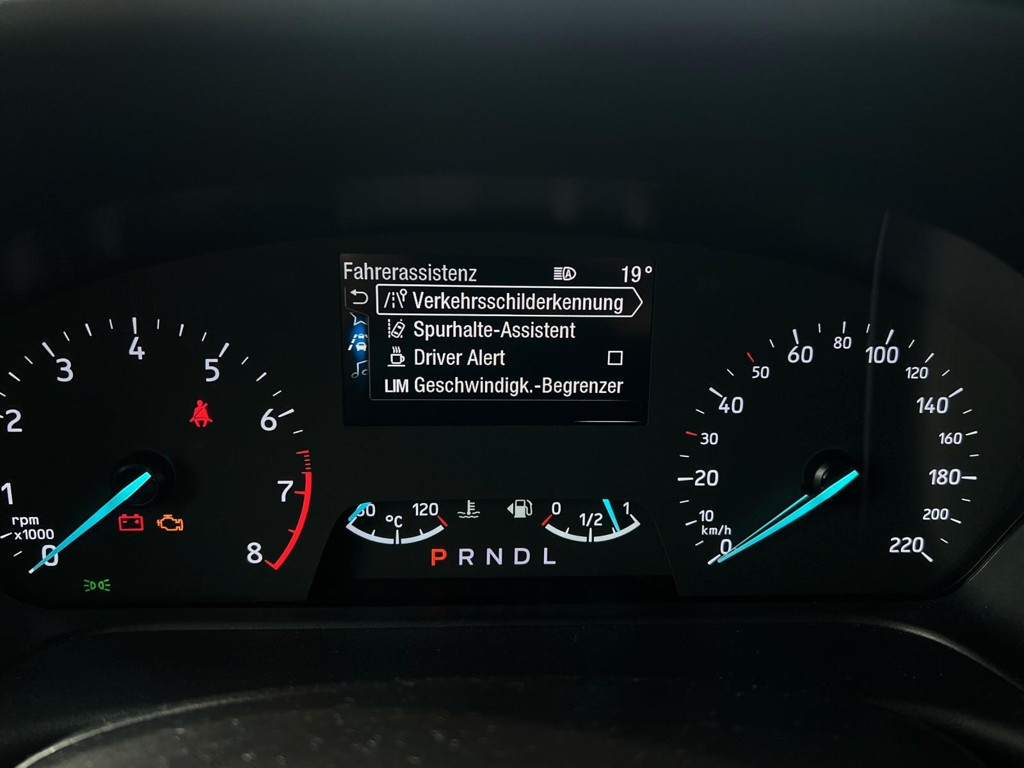 Fahrerassistenz 19°
Verkehrsschilderkennung
Spurhalte-Assistent
Driver Alert
LIM Geschwindigk.-Begrenzer
1
2
3
4
5
6
7
8
0
rpm
x1000
120
°C
0
1/2
1
P R N D L
0
10
20
30
40
50
60
80
100
120
140
160
180
200
220
km/h